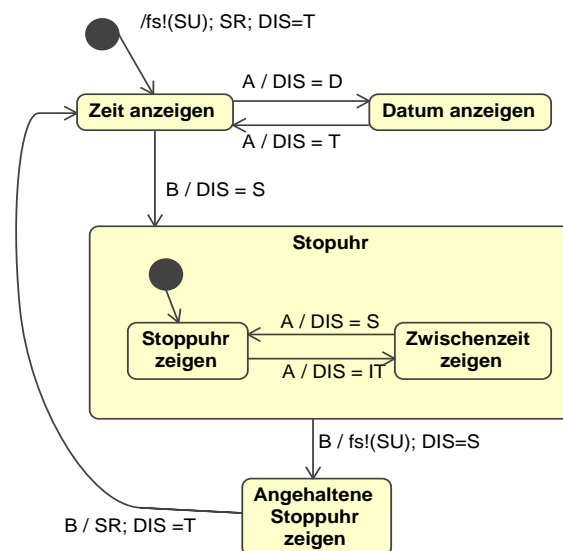 /fs!(SU); SR; DIS=T
A / DIS = D
Zeit anzeigen
Datum anzeigen
A / DIS = T
B / DIS = S
Stopuhr
A / DIS = S
Stoppuhr
zeigen
Zwischenzeit
zeigen
A / DIS = IT
B / fs!(SU); DIS=S
Angehaltene
Stoppuhr
zeigen
B / SR; DIS =T